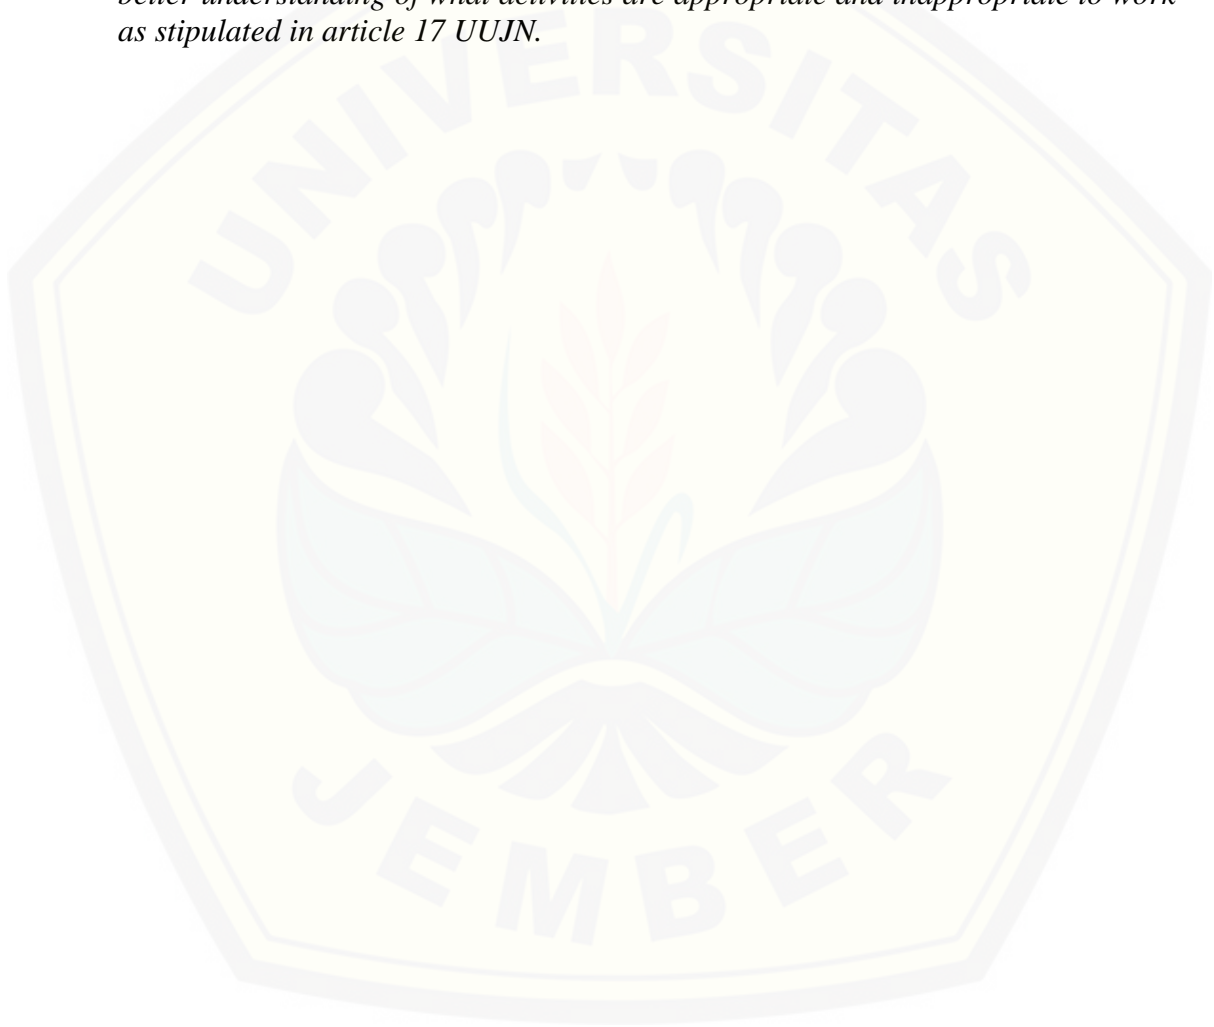 better understanding of what activities are appropriate and inappropriate to work
as stipulated in article 17 UUJN.
UNIVERSITAS
JEMBER